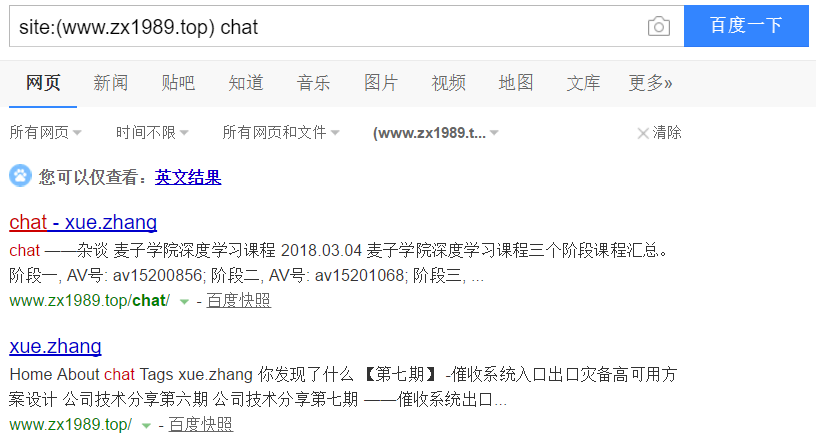 site:(www.zx1989.top) chat 百度一下
网页 新闻 贴吧 知道 音乐 图片 视频 地图 文库 更多»
所有网页 时间不限 所有网页和文件 (www.zx1989.t... 清除
您可以仅查看：英文结果
chat - xue.zhang
chat ——杂谈 麦子学院深度学习课程 2018.03.04 麦子学院深度学习课程三个阶段课程汇总。
阶段一, AV号: av15200856; 阶段二, AV号: av15201068; 阶段三, ...
www.zx1989.top/chat/ - 百度快照
xue.zhang
Home About chat Tags xue.zhang 你发现了什么 【第七期】 -催收系统入口出口灾备高可用方
案设计 公司技术分享第六期 公司技术分享第七期 ——催收系统出口...
www.zx1989.top/ - 百度快照